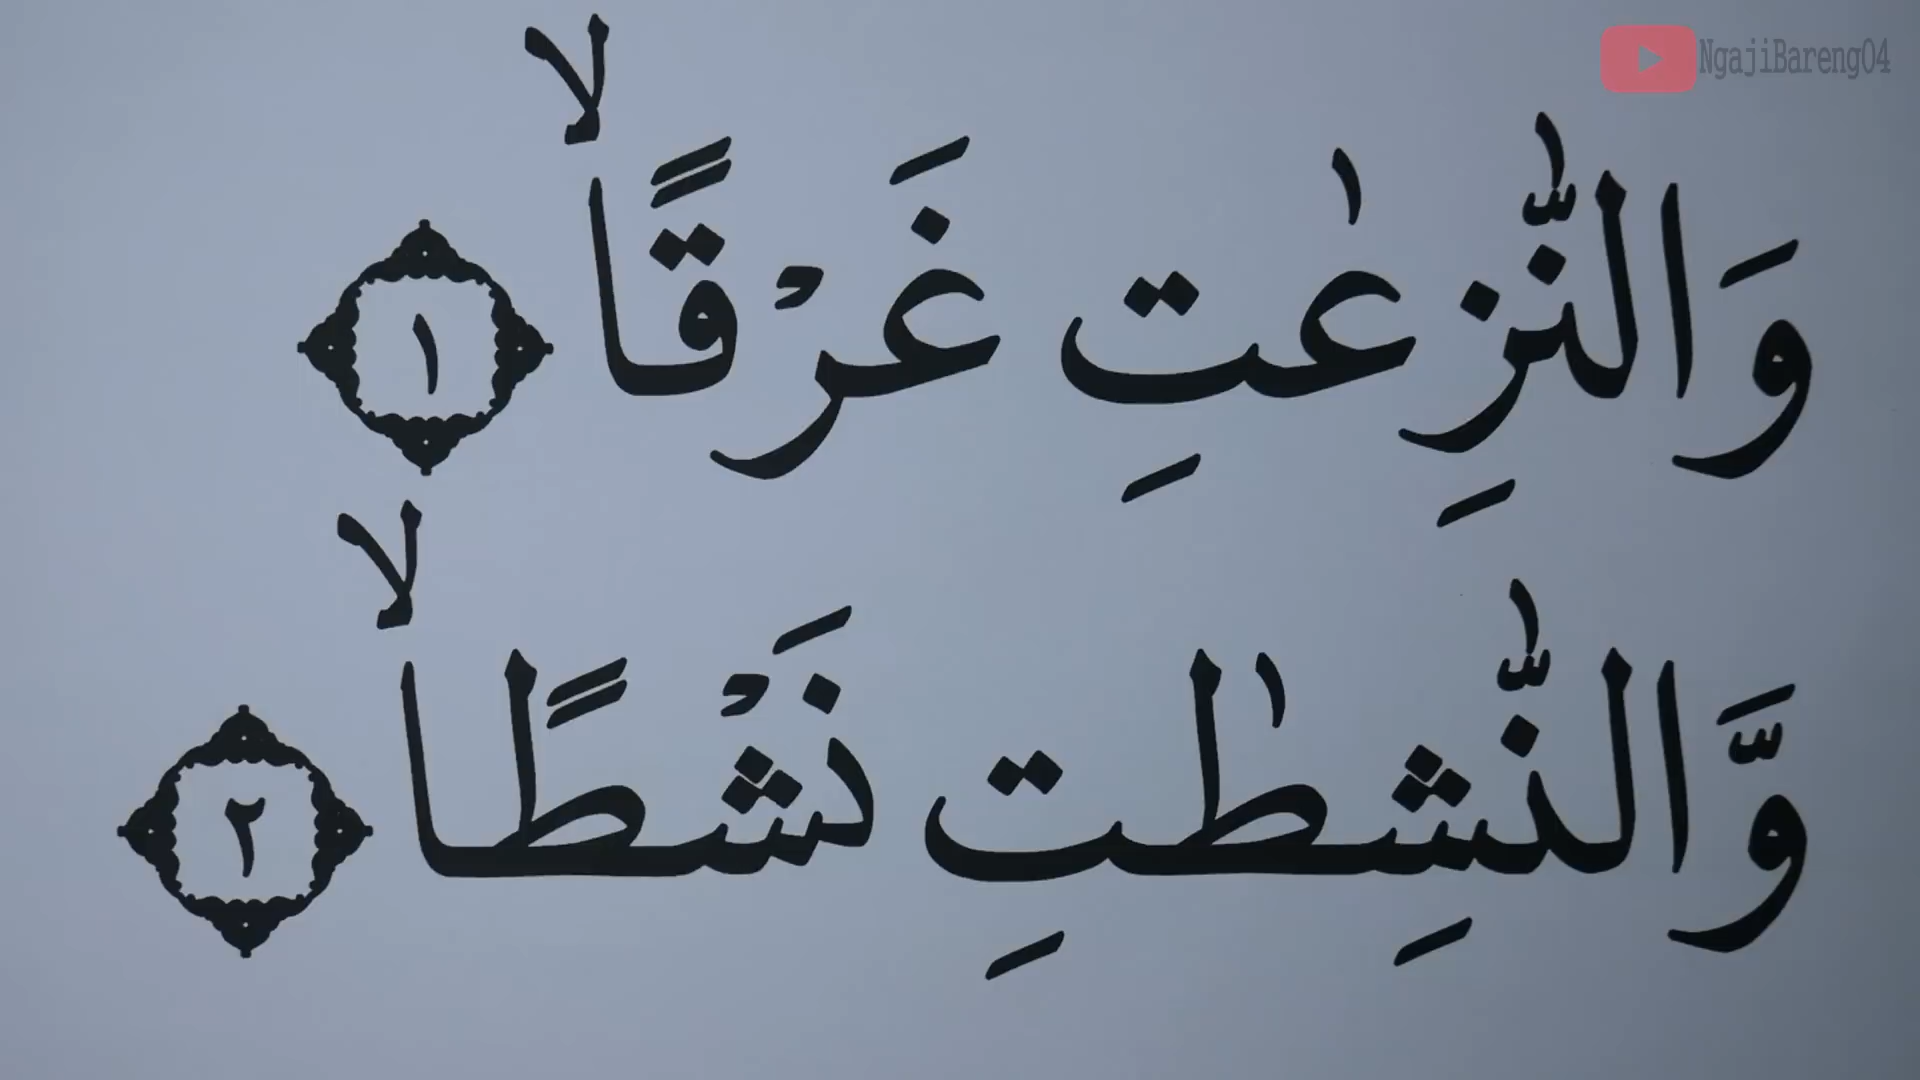 NgajiBareng04
وَالنّٰزِعٰتِ غَرْقًاۙ ۝١
وَّالنّٰشِطٰتِ نَشْطًاۙ ۝٢